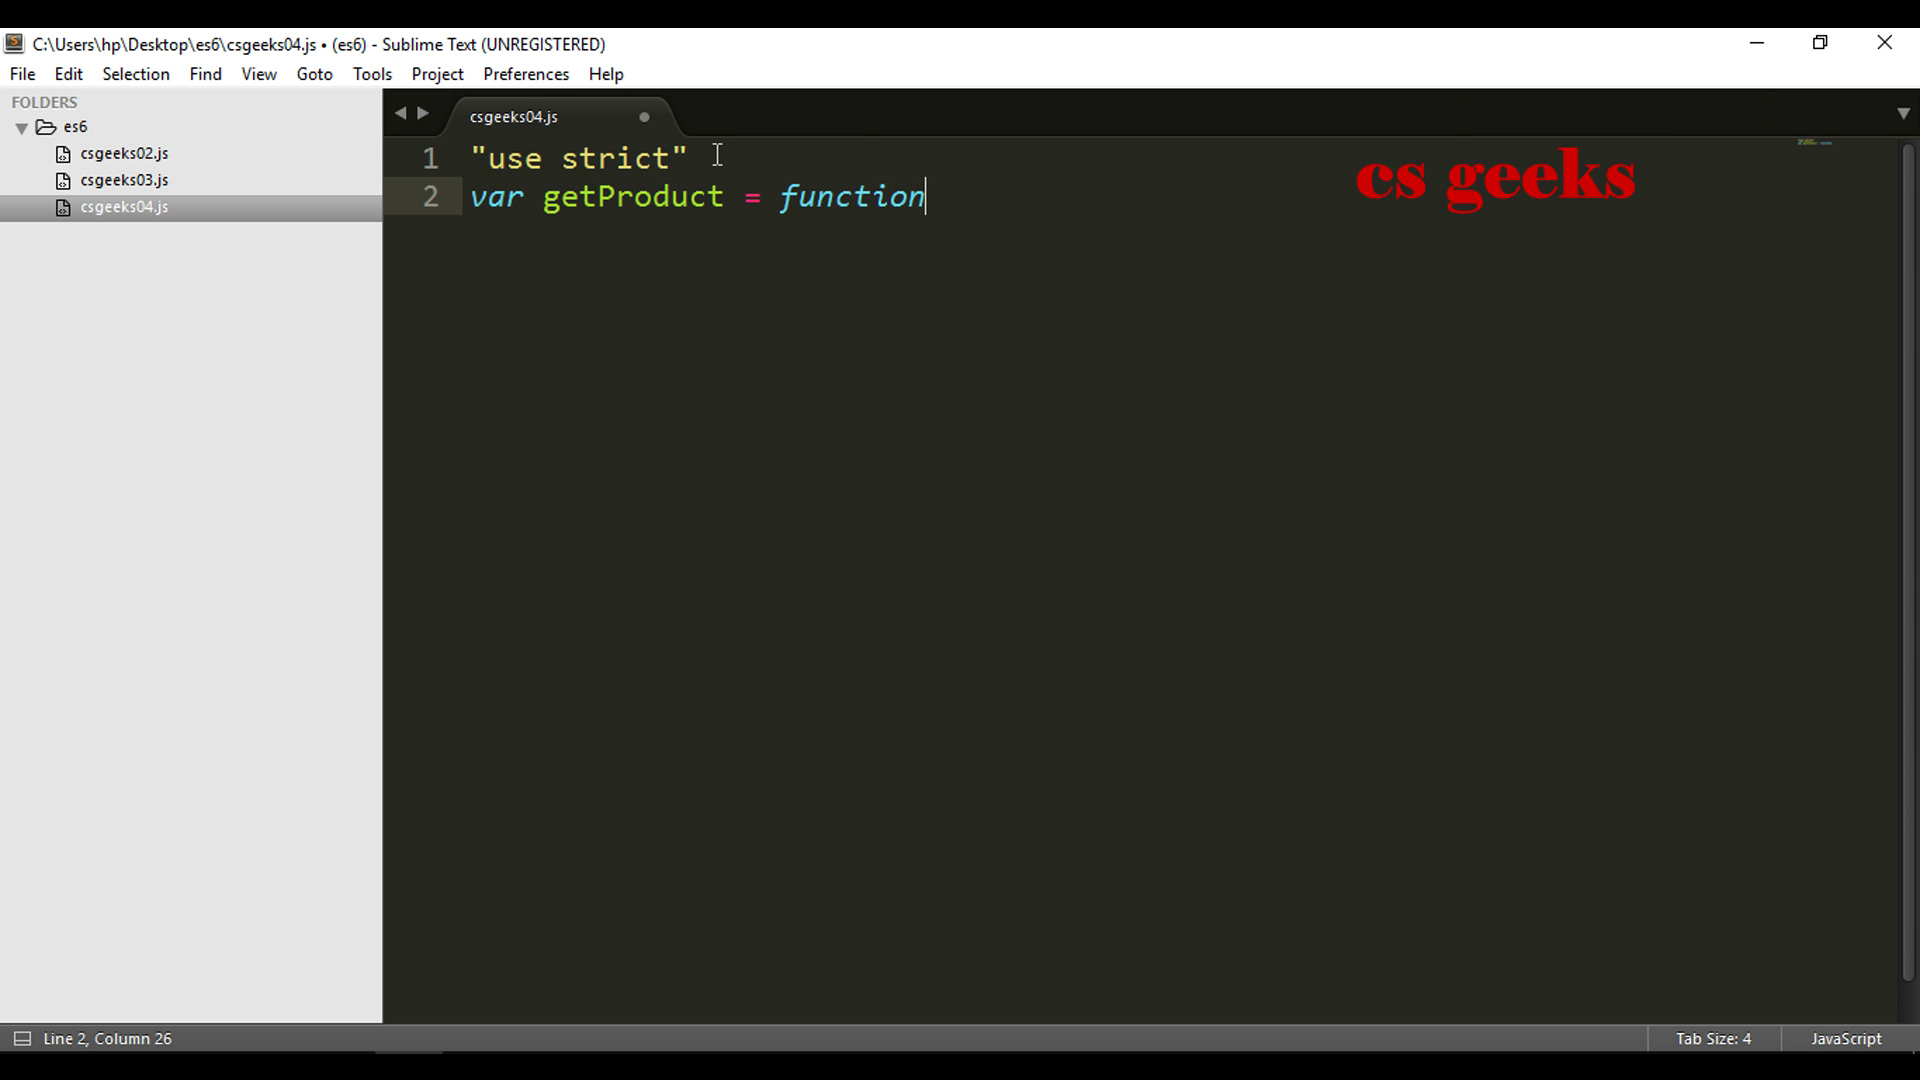 C:\Users\hp\Desktop\es6\csgeeks04.js • (es6) - Sublime Text (UNREGISTERED)
File Edit Selection Find View Goto Tools Project Preferences Help
FOLDERS
es6
csgeeks02.js
csgeeks03.js
csgeeks04.js
csgeeks04.js
1 "use strict"
2 var getProduct = function
cs geeks
Line 2, Column 26
Tab Size: 4
JavaScript